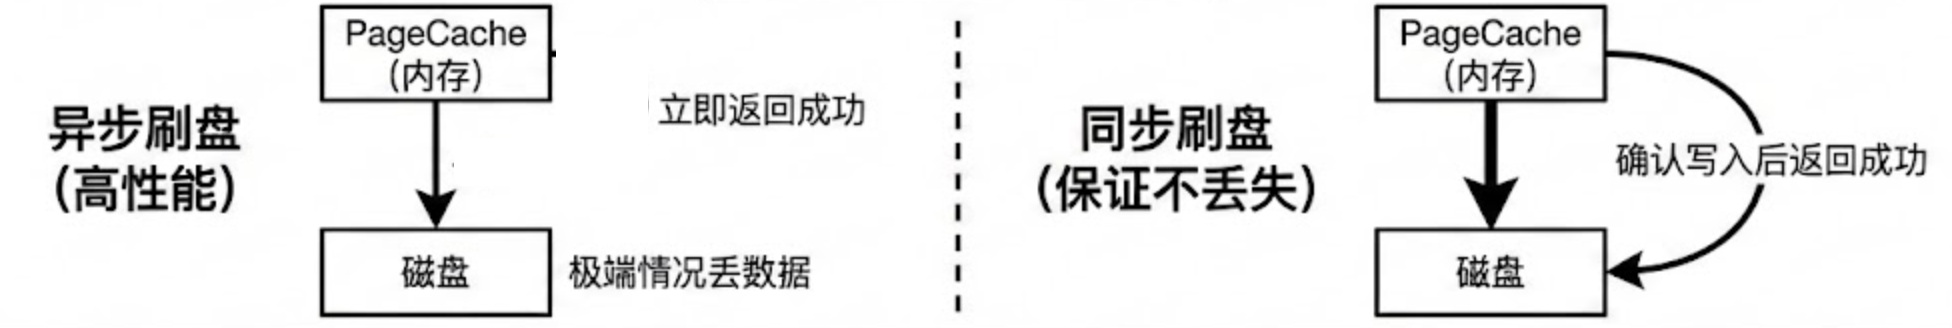 异步刷盘
(高性能)
PageCache
(内存)
立即返回成功
磁盘
极端情况丢数据
同步刷盘
(保证不丢失)
PageCache
(内存)
确认写入后返回成功
磁盘